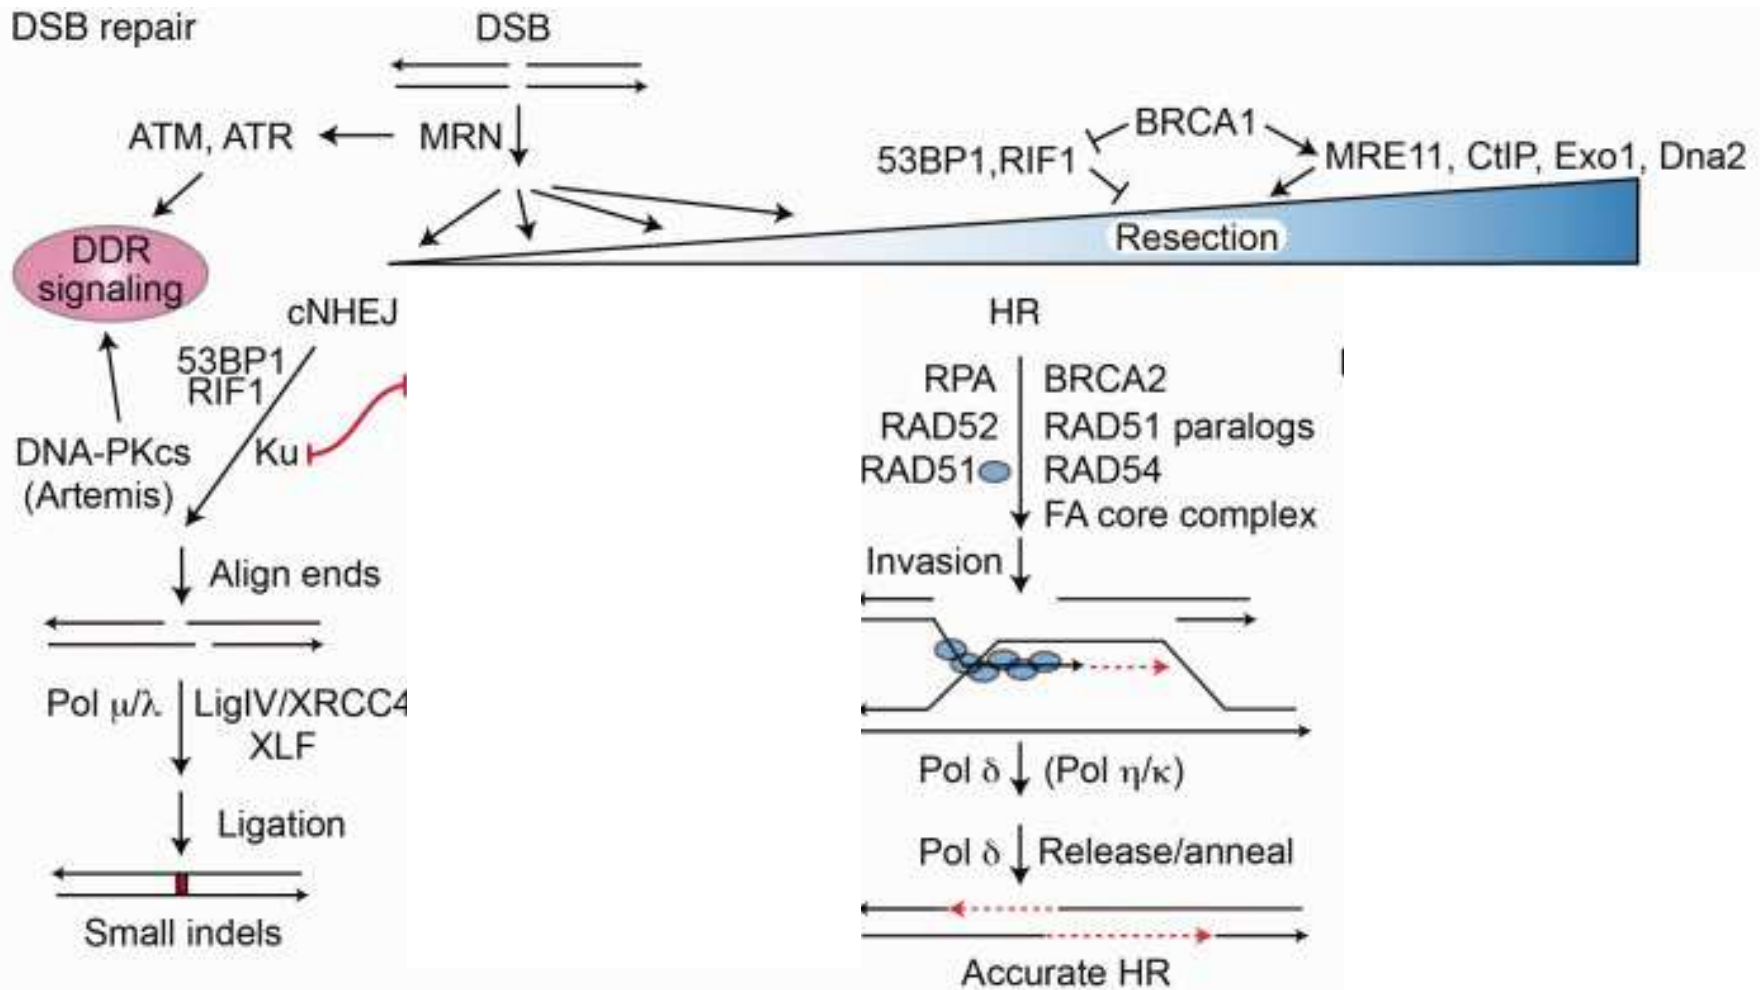 DSB repair
DSB
ATM, ATR
MRN
BRCA1
53BP1,RIF1
MRE11, CtIP, Exo1, Dna2
Resection
DDR
signaling
cNHEJ
53BP1
RIF1
Ku
DNA-PKcs
(Artemis)
Align ends
Pol μ/λ
LigIV/XRCC4
XLF
Ligation
Small indels
HR
RPA
BRCA2
RAD52
RAD51 paralogs
RAD51
RAD54
FA core complex
Invasion
Pol δ
(Pol η/κ)
Pol δ
Release/anneal
Accurate HR